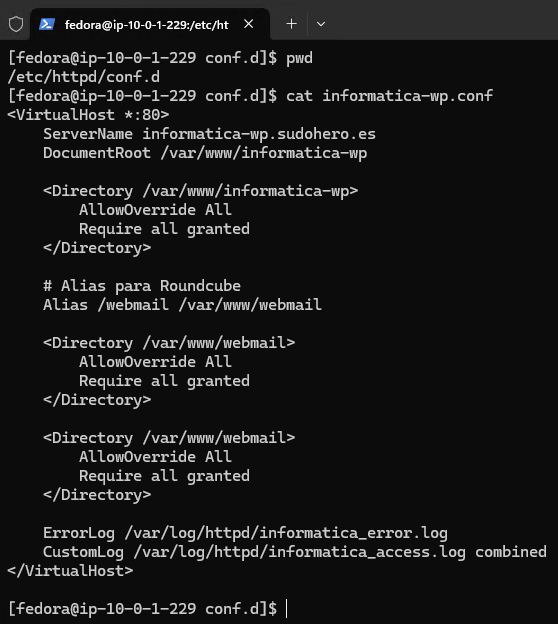 fedora@ip-10-0-1-229:/etc/ht
[fedora@ip-10-0-1-229 conf.d]$ pwd
/etc/httpd/conf.d
[fedora@ip-10-0-1-229 conf.d]$ cat informatica-wp.conf
<VirtualHost *:80>
    ServerName informatica-wp.sudohero.es
    DocumentRoot /var/www/informatica-wp

    <Directory /var/www/informatica-wp>
        AllowOverride All
        Require all granted
    </Directory>

    # Alias para Roundcube
    Alias /webmail /var/www/webmail

    <Directory /var/www/webmail>
        AllowOverride All
        Require all granted
    </Directory>

    <Directory /var/www/webmail>
        AllowOverride All
        Require all granted
    </Directory>

    ErrorLog /var/log/httpd/informatica_error.log
    CustomLog /var/log/httpd/informatica_access.log combined
</VirtualHost>

[fedora@ip-10-0-1-229 conf.d]$